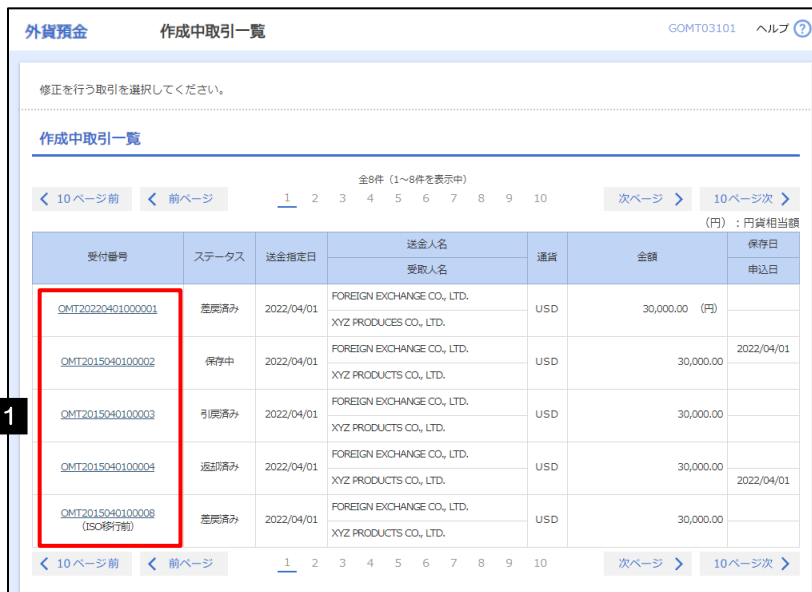 外貨預金 作成中取引一覧 GOMT03101 ヘルプ ?
修正を行う取引を選択してください。
作成中取引一覧
全8件（1～8件を表示中）
10ページ前 前ページ 1 2 3 4 5 6 7 8 9 10 次ページ 10ページ次
（円）：円貨相当額
受付番号 ステータス 送金指定日 送金人名 通貨 金額 保存日
受取人名 申込日
OMT20220401000001 差戻済み 2022/04/01 FOREIGN EXCHANGE CO., LTD. USD 30,000.00 （円）
XYZ PRODUCES CO., LTD.
OMT2015040100002 保存中 2022/04/01 FOREIGN EXCHANGE CO., LTD. USD 30,000.00 2022/04/01
XYZ PRODUCTS CO., LTD.
1
OMT2015040100003 引戻済み 2022/04/01 FOREIGN EXCHANGE CO., LTD. USD 30,000.00
XYZ PRODUCTS CO., LTD.
OMT2015040100004 返却済み 2022/04/01 FOREIGN EXCHANGE CO., LTD. USD 30,000.00
XYZ PRODUCTS CO., LTD. 2022/04/01
OMT2015040100008 差戻済み 2022/04/01 FOREIGN EXCHANGE CO., LTD. USD 30,000.00
（ISO移行前） XYZ PRODUCTS CO., LTD.
10ページ前 前ページ 1 2 3 4 5 6 7 8 9 10 次ページ 10ページ次